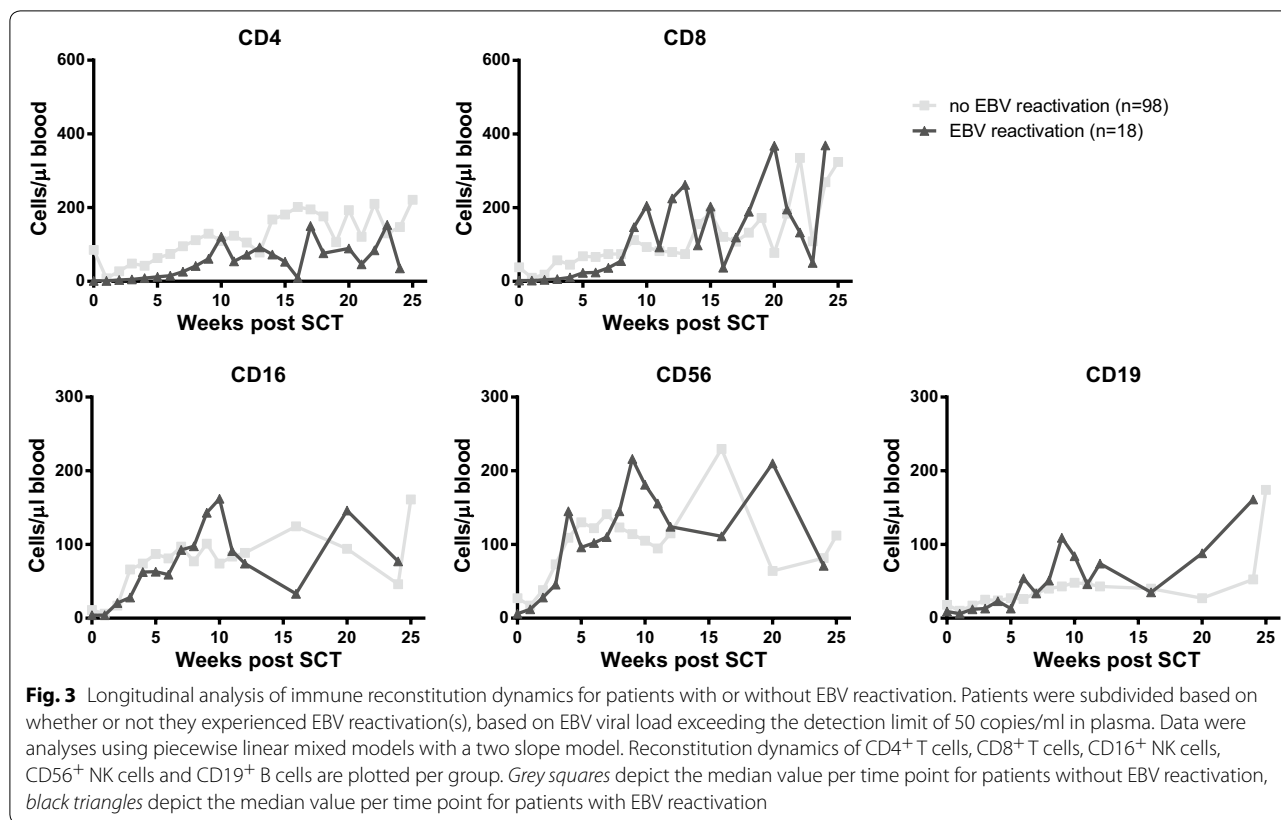 CD4
600
400
200
0
Cells/μl blood
0 5 10 15 20 25
Weeks post SCT
CD8
600
400
200
0
Cells/μl blood
0 5 10 15 20 25
Weeks post SCT
no EBV reactivation (n=98)
EBV reactivation (n=18)
CD16
300
200
100
0
Cells/μl blood
0 5 10 15 20 25
Weeks post SCT
CD56
300
200
100
0
Cells/μl blood
0 5 10 15 20 25
Weeks post SCT
CD19
300
200
100
0
Cells/μl blood
0 5 10 15 20 25
Weeks post SCT
Fig. 3 Longitudinal analysis of immune reconstitution dynamics for patients with or without EBV reactivation. Patients were subdivided based on
whether or not they experienced EBV reactivation(s), based on EBV viral load exceeding the detection limit of 50 copies/ml in plasma. Data were
analyses using piecewise linear mixed models with a two slope model. Reconstitution dynamics of CD4⁺ T cells, CD8⁺ T cells, CD16⁺ NK cells,
CD56⁺ NK cells and CD19⁺ B cells are plotted per group. Grey squares depict the median value per time point for patients without EBV reactivation,
black triangles depict the median value per time point for patients with EBV reactivation